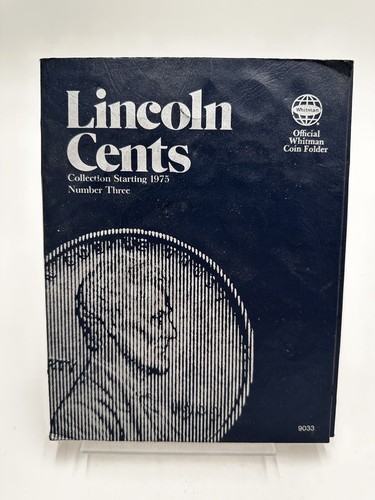 Lincoln
Cents
Collection Starting 1975
Number Three
Whitman
Official
Whitman
Coin Folder
9033